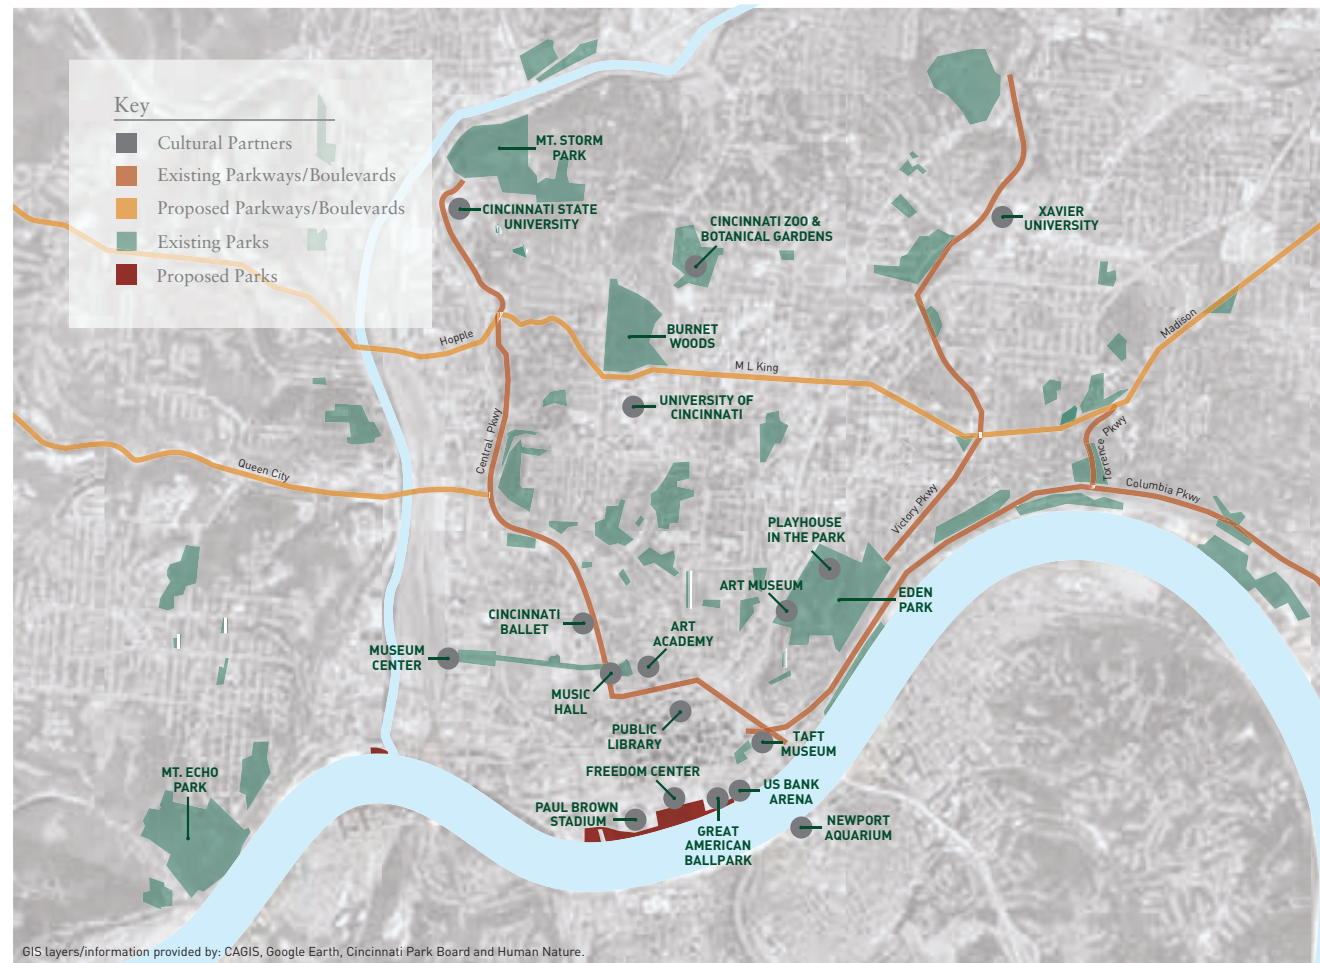 Key
Cultural Partners
Existing Parkways/Boulevards
Proposed Parkways/Boulevards
Existing Parks
Proposed Parks
MT. STORM
PARK
CINCINNATI STATE
UNIVERSITY
CINCINNATI ZOO &
BOTANICAL GARDENS
XAVIER
UNIVERSITY
Hopple
BURNET
WOODS
Madison
M L King
UNIVERSITY OF
CINCINNATI
Central Pkwy
Torrence Pkwy
Queen City
Columbia Pkwy
Victory Pkwy
PLAYHOUSE
IN THE PARK
ART MUSEUM
EDEN
PARK
CINCINNATI
BALLET
ART
ACADEMY
MUSEUM
CENTER
MUSIC
HALL
PUBLIC
LIBRARY
TAFT
MUSEUM
MT. ECHO
PARK
FREEDOM CENTER
US BANK
ARENA
PAUL BROWN
STADIUM
GREAT
AMERICAN
BALLPARK
NEWPORT
AQUARIUM
GIS layers/information provided by: CAGIS, Google Earth, Cincinnati Park Board and Human Nature.